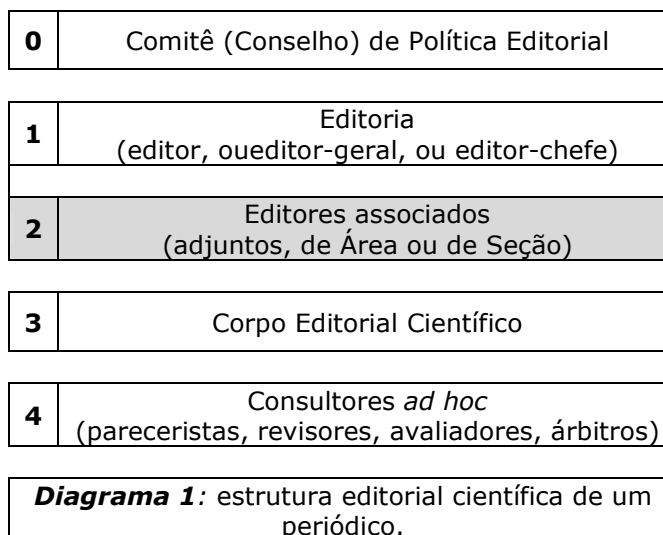 0 Comitê (Conselho) de Política Editorial
1 Editoria
(editor, oueditor-geral, ou editor-chefe)
2 Editores associados
(adjuntos, de Área ou de Seção)
3 Corpo Editorial Científico
4 Consultores ad hoc
(pareceristas, revisores, avaliadores, árbitros)
Diagrama 1: estrutura editorial científica de um
periódico.